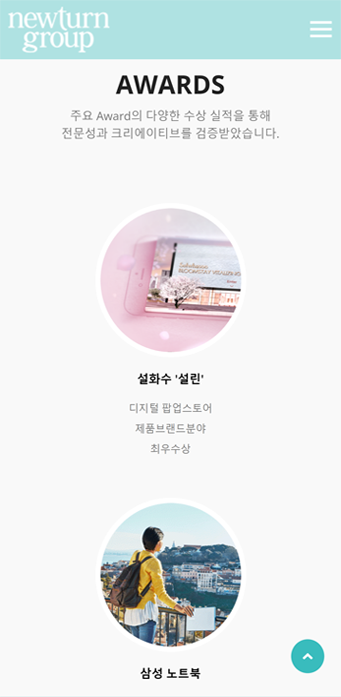 newturn
group
AWARDS
주요 Award의 다양한 수상 실적을 통해
전문성과 크리에이티브를 검증받았습니다.
설화수 '설린'
디지털 팝업스토어
제품브랜드분야
최우수상
삼성 노트북